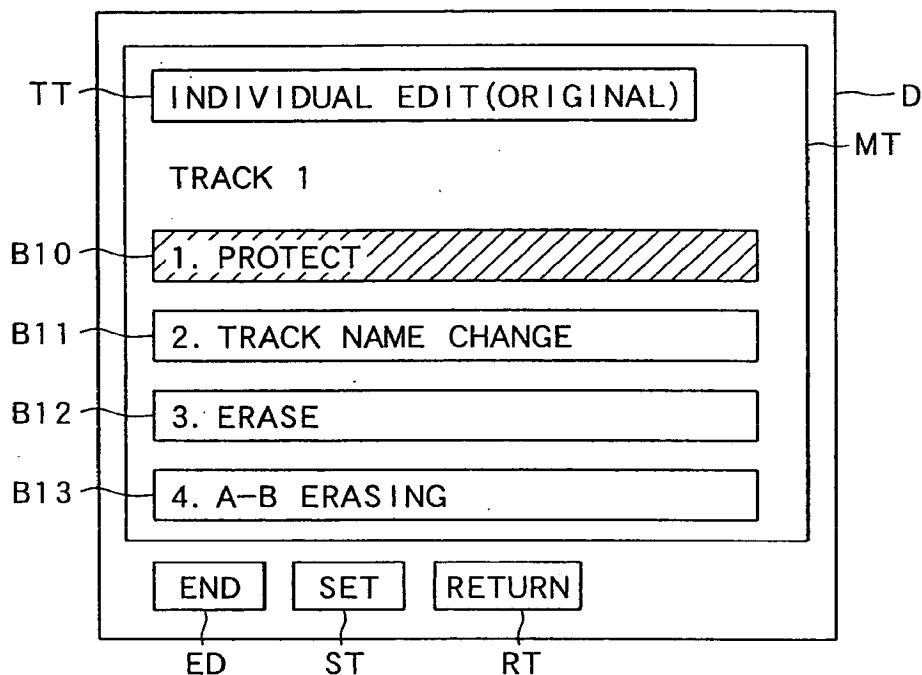 TT INDIVIDUAL EDIT(ORIGINAL) D
MT
TRACK 1
B10 1. PROTECT
B11 2. TRACK NAME CHANGE
B12 3. ERASE
B13 4. A-B ERASING
END SET RETURN
ED ST RT